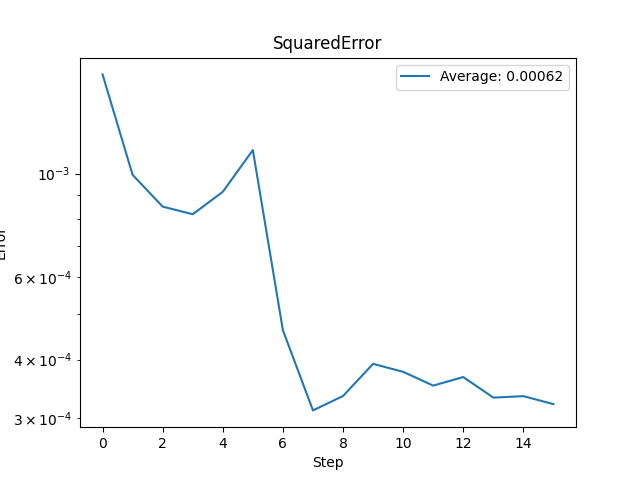 SquaredError
Average: 0.00062
10⁻³
6 × 10⁻⁴
4 × 10⁻⁴
3 × 10⁻⁴
Error
0 2 4 6 8 10 12 14
Step